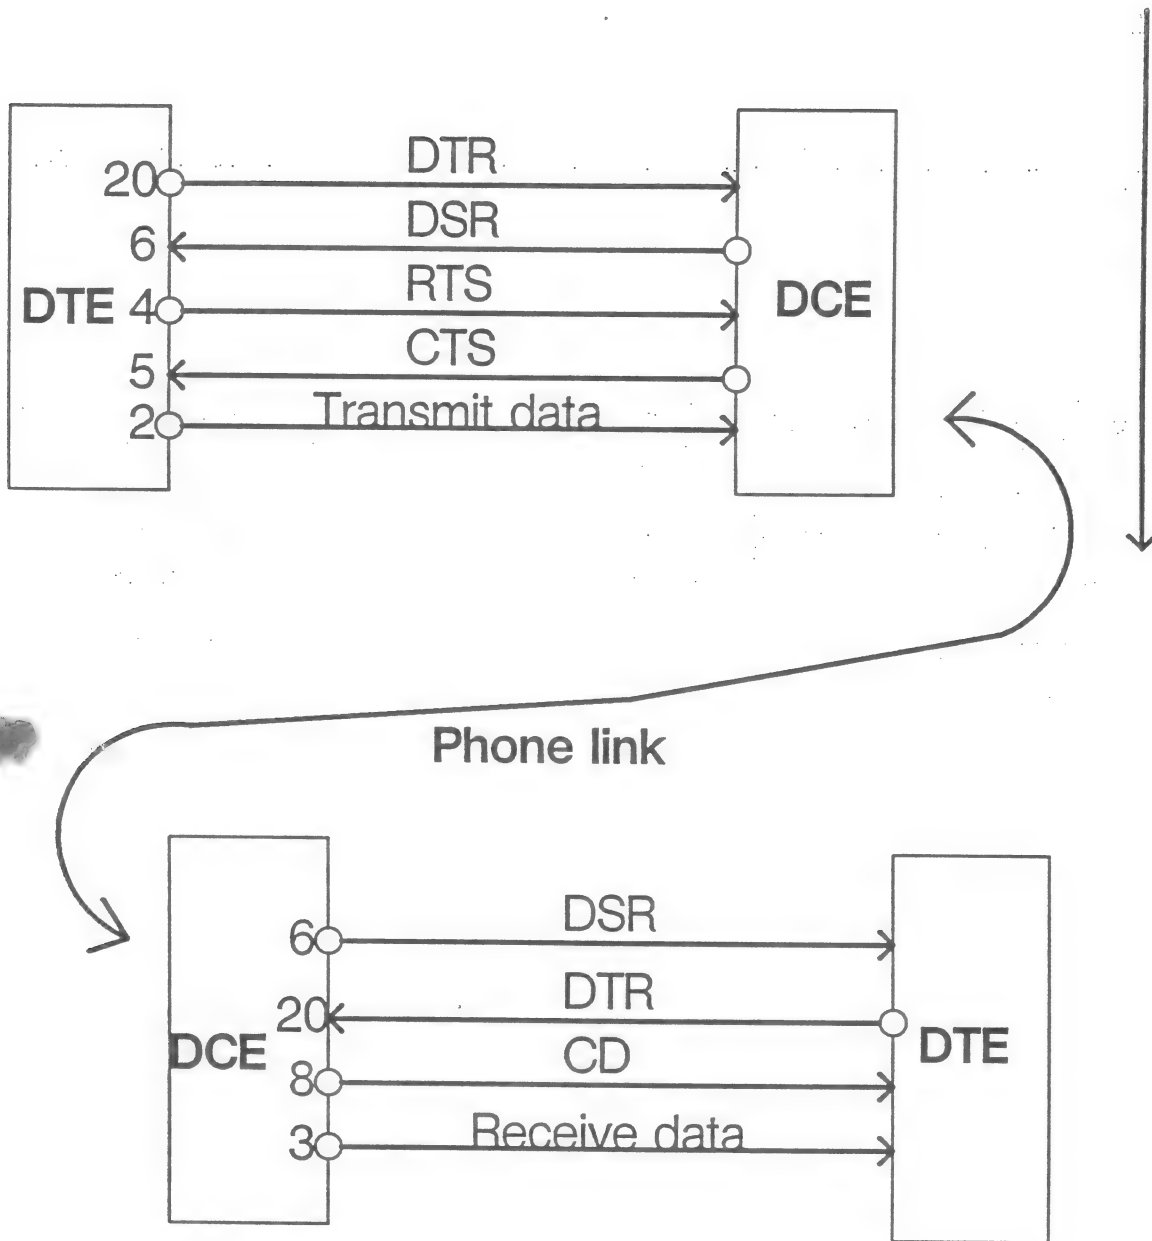 DTR
20
DSR
6
RTS
DTE 4
DCE
CTS
5
Transmit data
2
Phone link
DSR
6
DTR
20
DCE
DTE
CD
8
Receive data
3